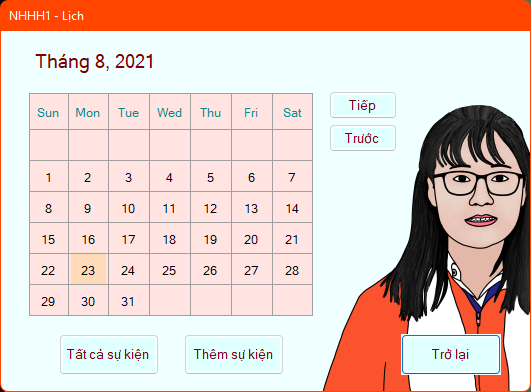 NHHH1 - Lịch
Tháng 8, 2021
Sun Mon Tue Wed Thu Fri Sat
1 2 3 4 5 6 7
8 9 10 11 12 13 14
15 16 17 18 19 20 21
22 23 24 25 26 27 28
29 30 31
Tiếp
Trước
Tất cả sự kiện
Thêm sự kiện
Trở lại